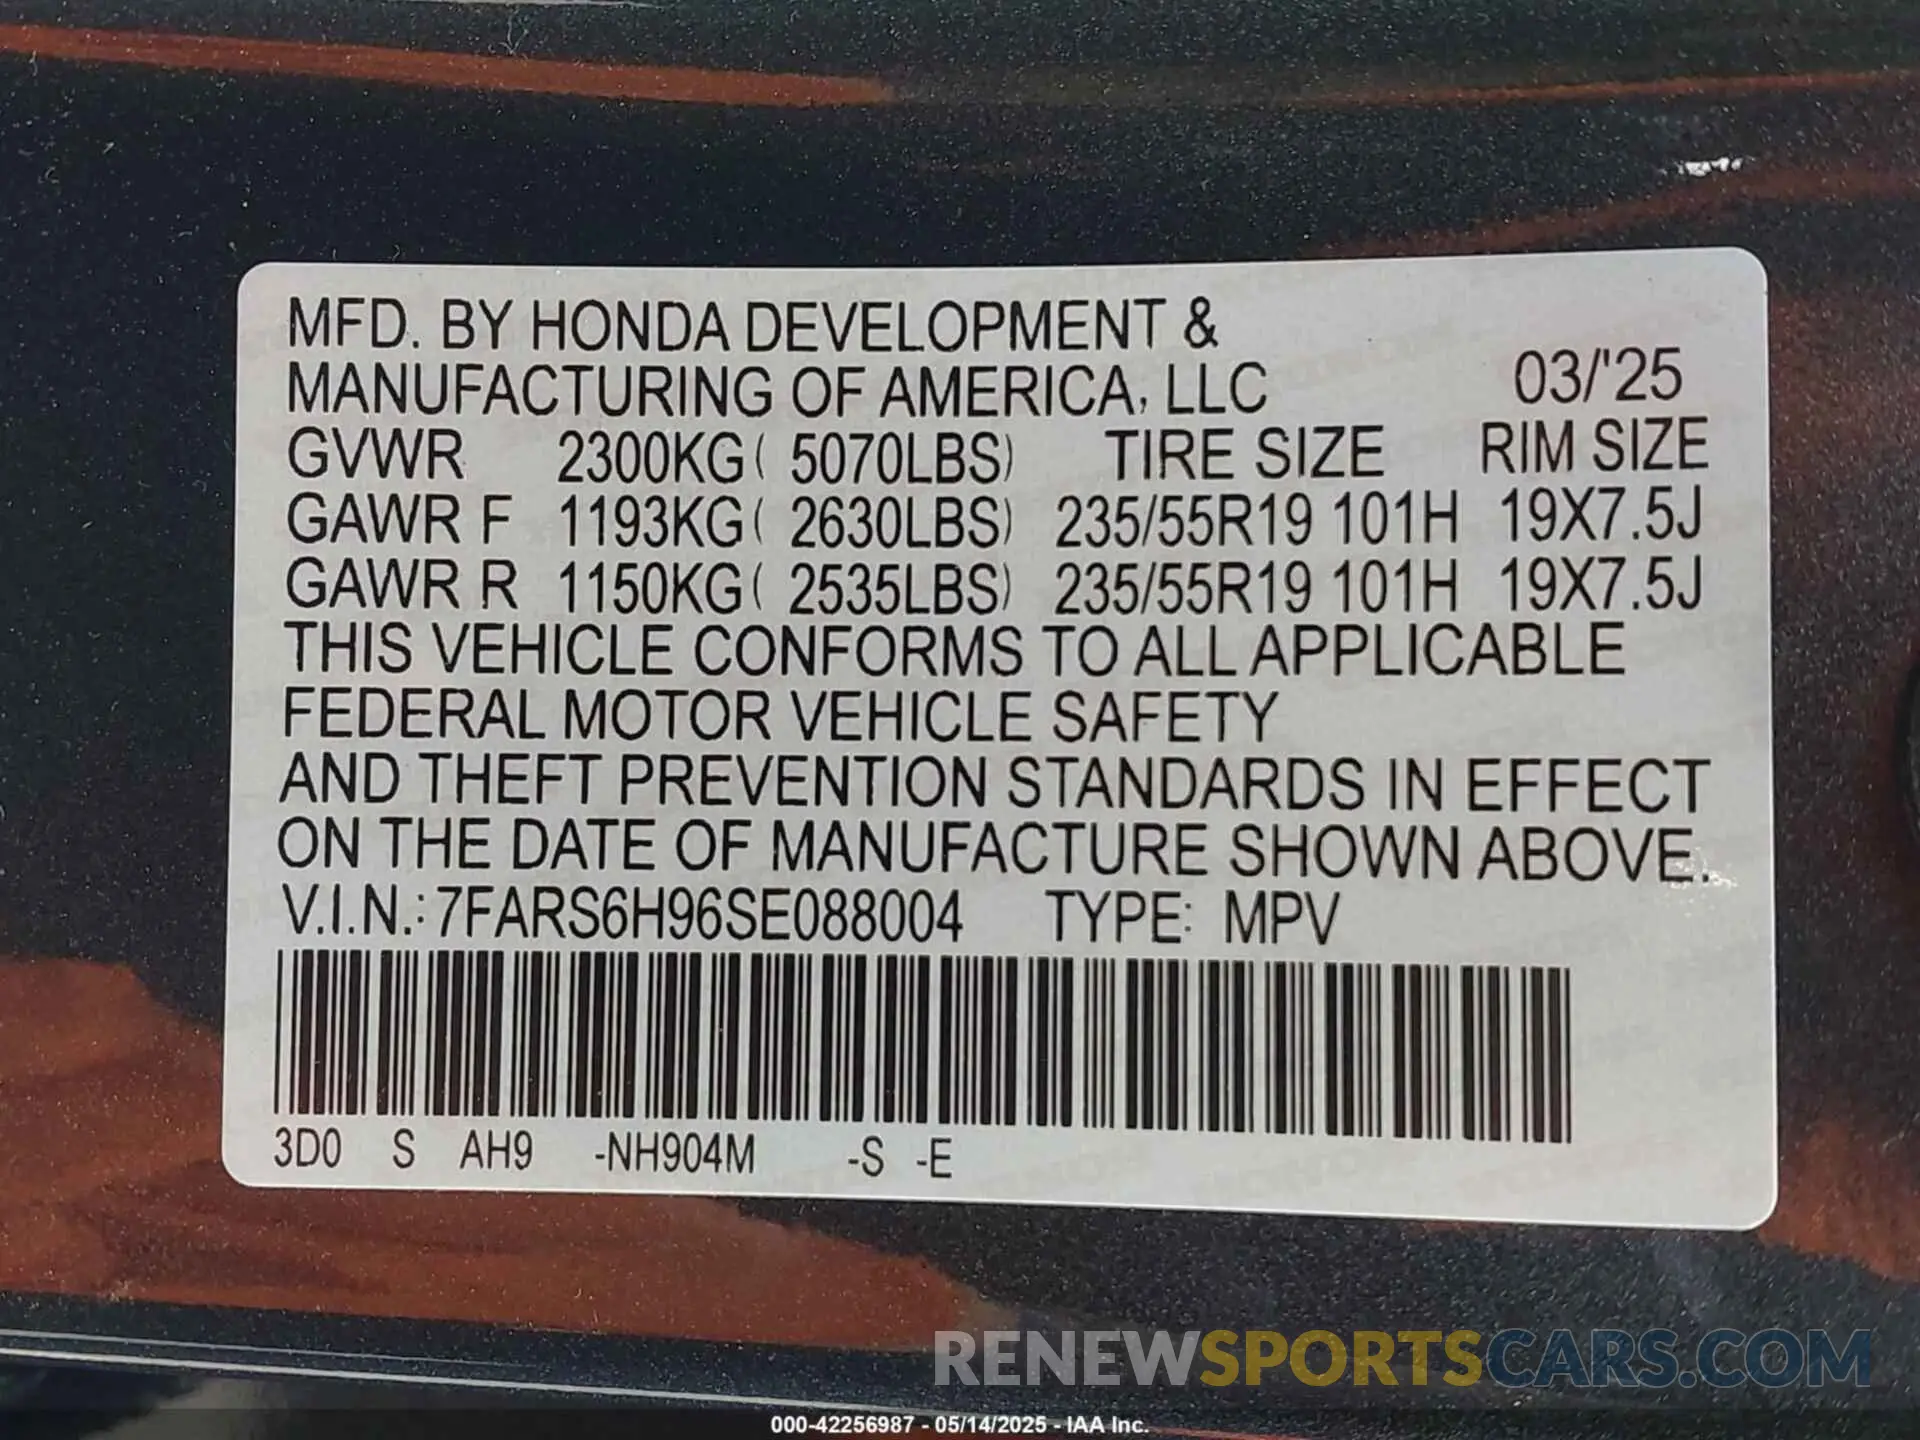 MFD. BY HONDA DEVELOPMENT &
MANUFACTURING OF AMERICA, LLC 03/'25
GVWR 2300KG( 5070LBS) TIRE SIZE RIM SIZE
GAWR F 1193KG( 2630LBS) 235/55R19 101H 19X7.5J
GAWR R 1150KG( 2535LBS) 235/55R19 101H 19X7.5J
THIS VEHICLE CONFORMS TO ALL APPLICABLE
FEDERAL MOTOR VEHICLE SAFETY
AND THEFT PREVENTION STANDARDS IN EFFECT
ON THE DATE OF MANUFACTURE SHOWN ABOVE.
V.I.N.: 7FARS6H96SE088004 TYPE: MPV
3D0 S AH9 -NH904M -S -E
RENEWSPORTSCARS.COM
000-42256987 - 05/14/2025 - IAA Inc.